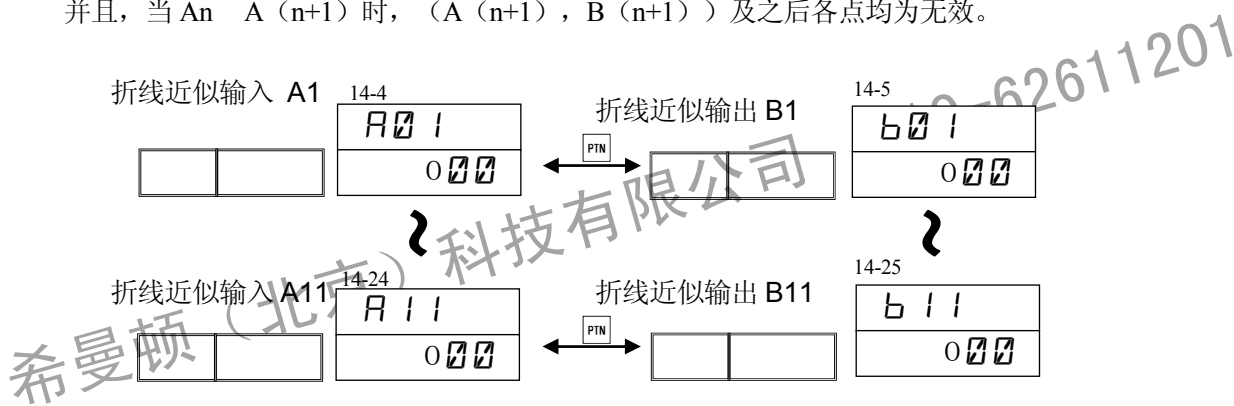 并且，当 An A（n+1）时，（A（n+1），B（n+1））及之后各点均为无效。
折线近似输入 A1
14-4
A01
000
PTN
折线近似输出 B1
14-5
b01
000
折线近似输入 A11
14-24
A11
000
PTN
折线近似输出 B11
14-25
b11
000
希曼顿（北京）科技有限公司
-62611201